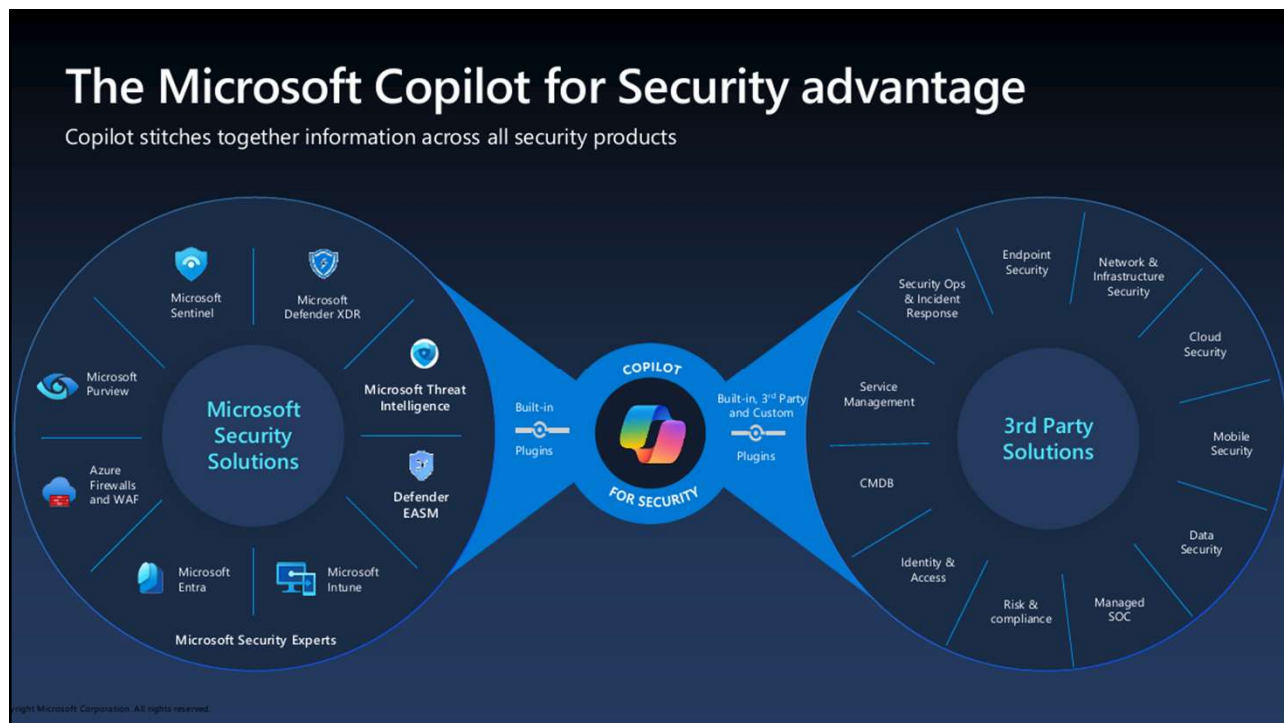 The Microsoft Copilot for Security advantage
Copilot stitches together information across all security products
Microsoft
Sentinel
Microsoft
Defender XDR
Microsoft Threat
Intelligence
Defender
EASM
Microsoft
Intune
Microsoft
Entra
Azure
Firewalls
and WAF
Microsoft
Purview
Microsoft
Security
Solutions
Microsoft Security Experts
Built-in
Plugins
COPILOT
FOR SECURITY
Built-in, 3rd Party
and Custom
Plugins
Endpoint
Security
Network &
Infrastructure
Security
Cloud
Security
Mobile
Security
Data
Security
Managed
SOC
Risk &
compliance
Identity &
Access
CMDB
Service
Management
Security Ops
& Incident
Response
3rd Party
Solutions
right Microsoft Corporation. All rights reserved.